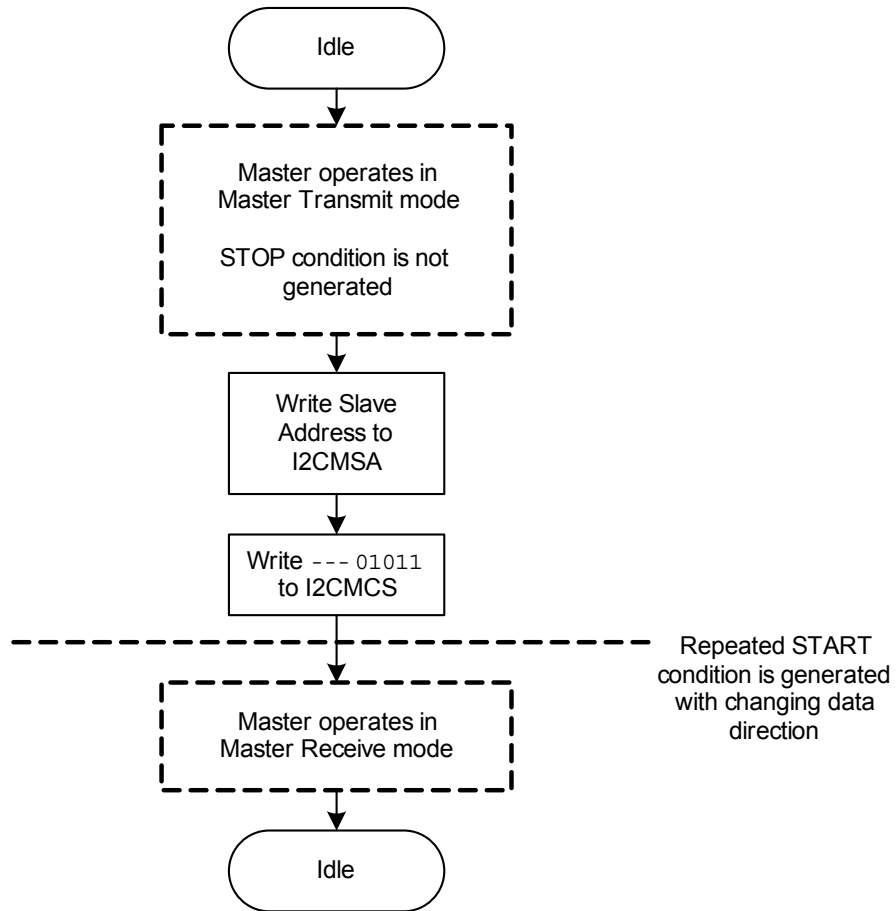 Idle
Master operates in
Master Transmit mode
STOP condition is not
generated
Write Slave
Address to
I2CMSA
Write --- 01011
to I2CMCS
Repeated START
condition is generated
with changing data
direction
Master operates in
Master Receive mode
Idle